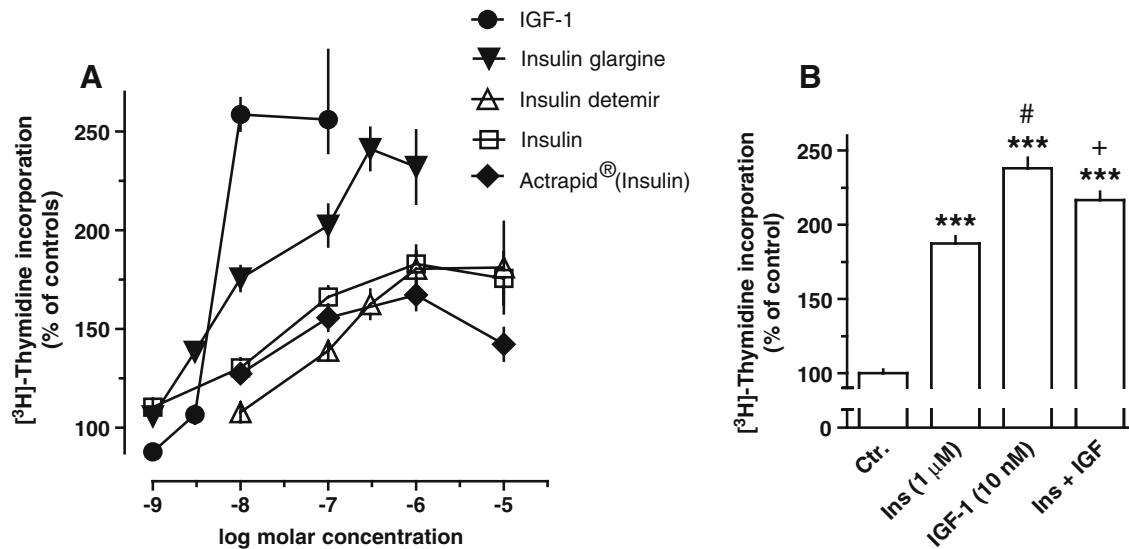 IGF-1
Insulin glargine
Insulin detemir
Insulin
Actrapid®(Insulin)
A
[³H]-Thymidine incorporation
(% of controls)
250
200
150
100
-9
-8
-7
-6
-5
log molar concentration
B
[³H]-Thymidine incorporation
(% of control)
250
200
150
100
0
***
#
***
+
***
Ctr.
Ins (1 μM)
IGF-1 (10 nM)
Ins + IGF